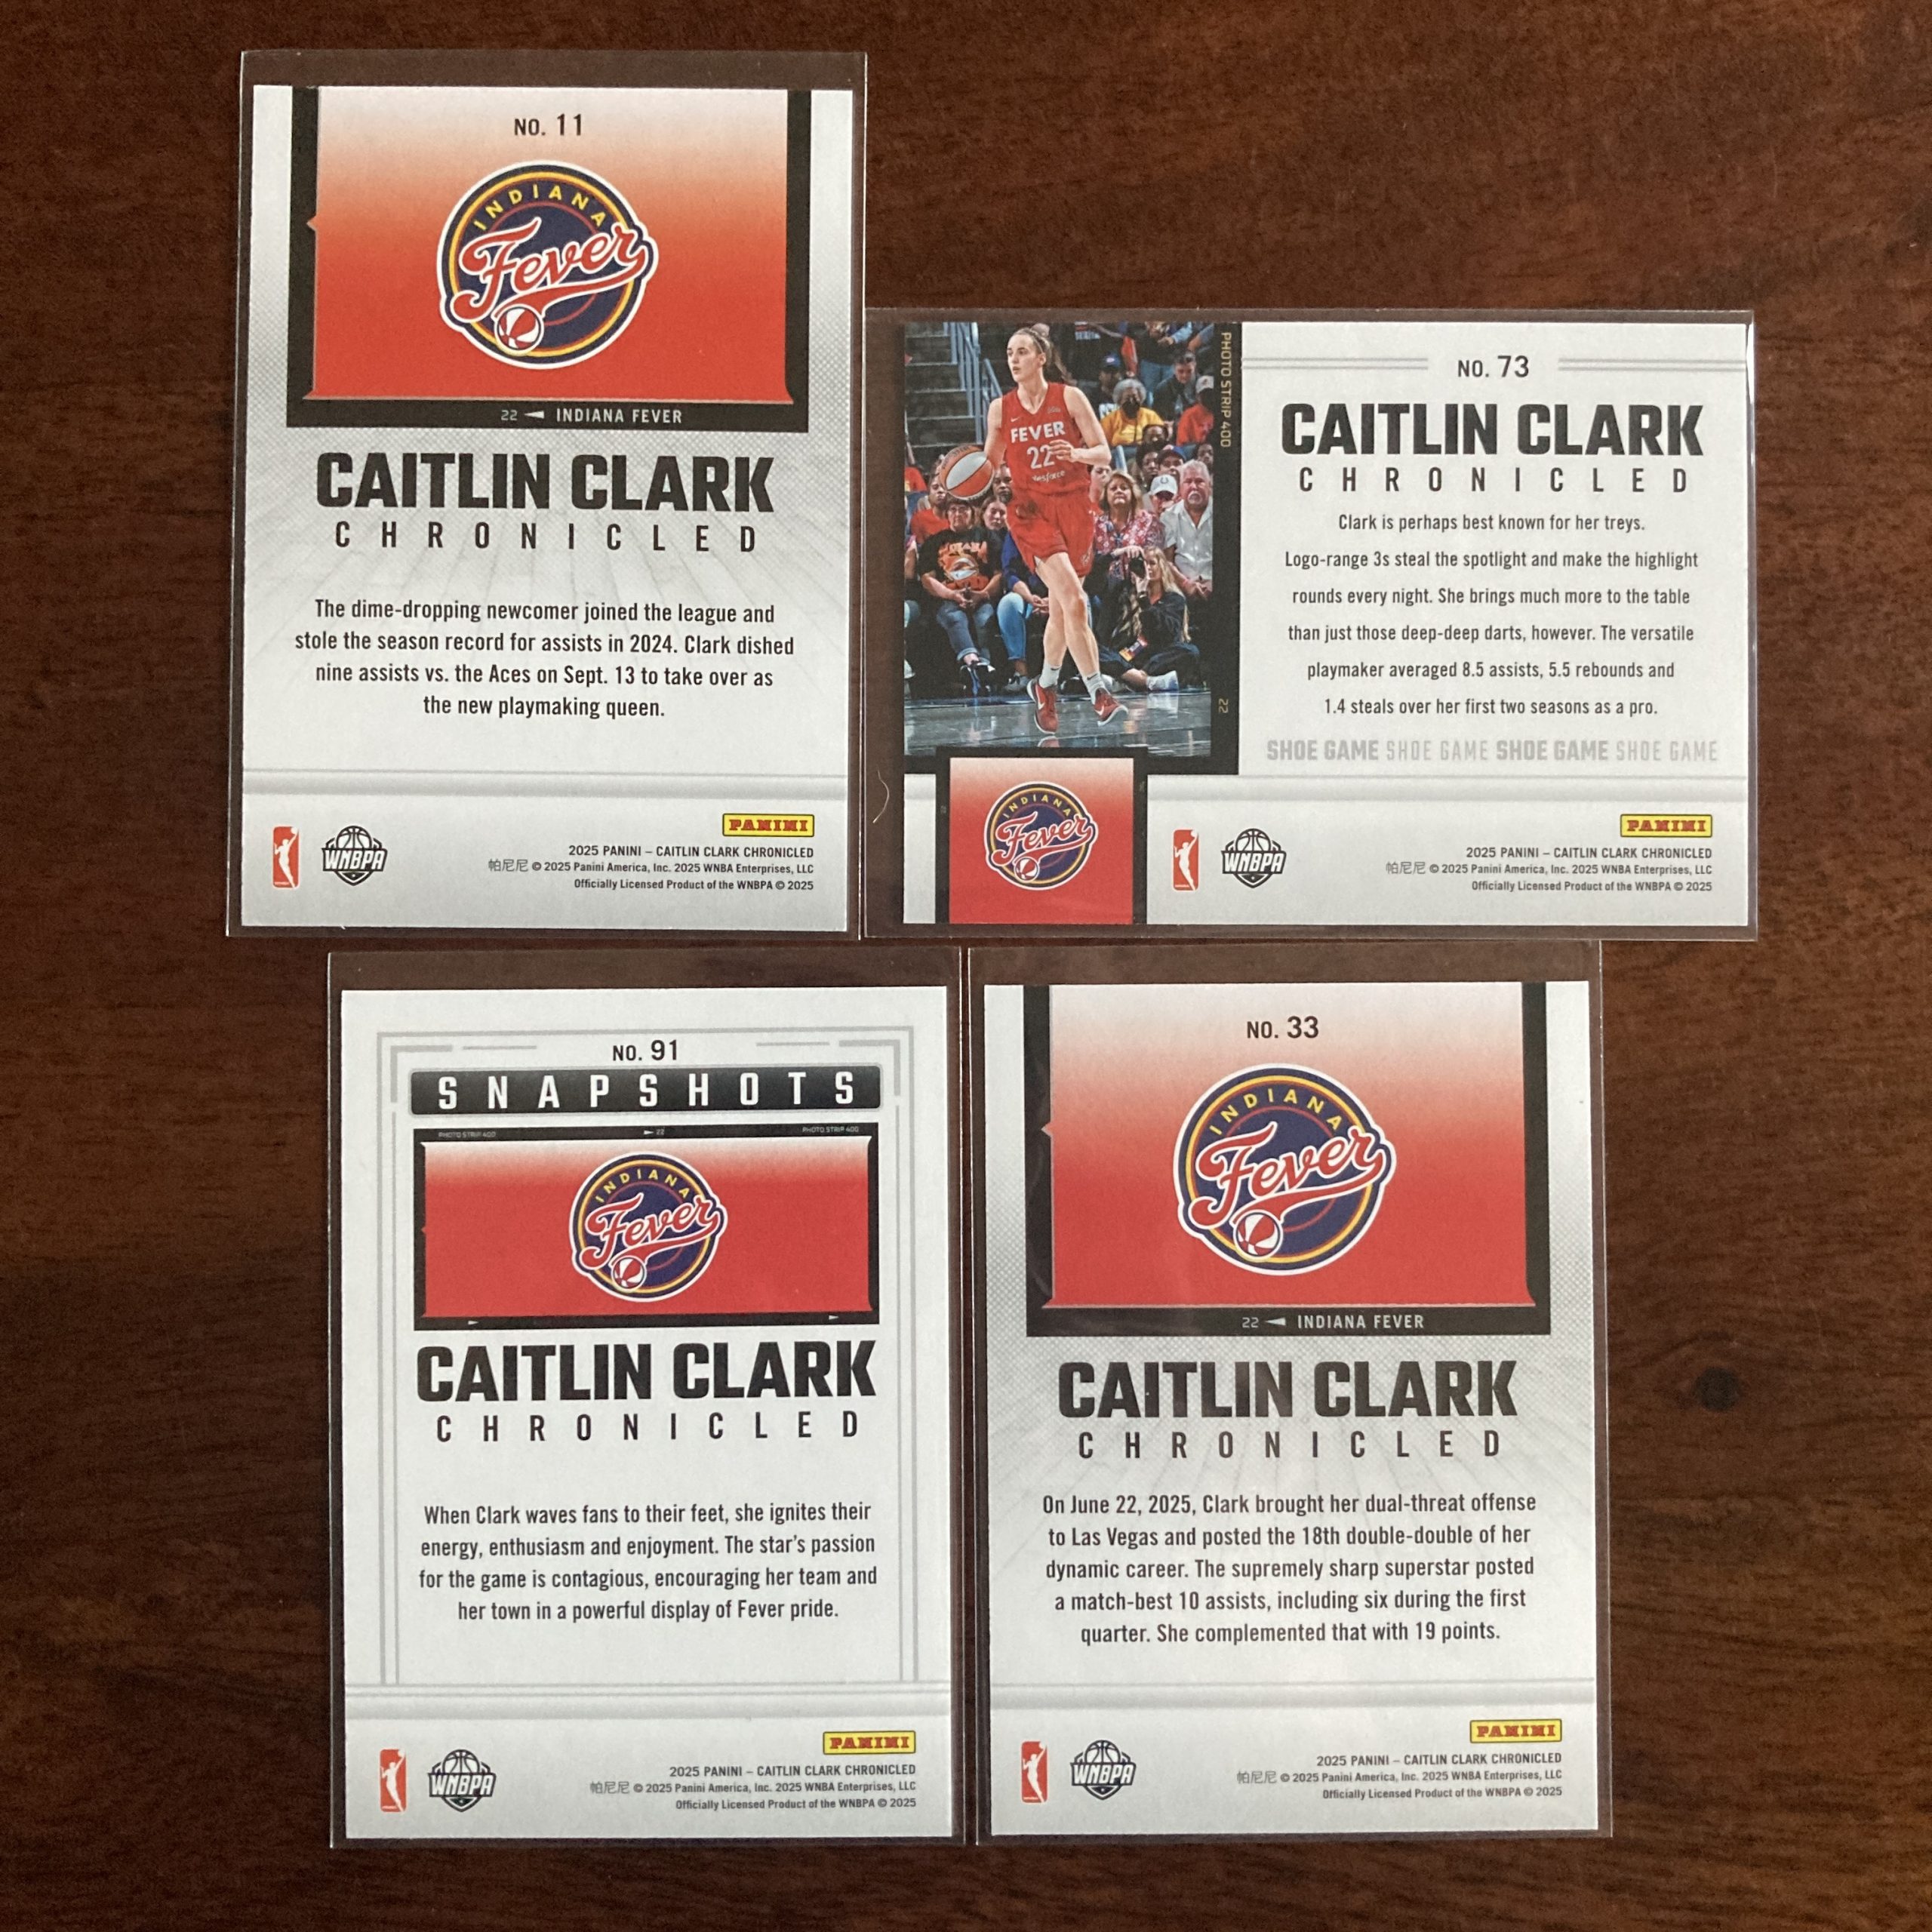 NO. 11
INDIANA
Fever
22 INDIANA FEVER
CAITLIN CLARK
CHRONICLED
The dime-dropping newcomer joined the league and
stole the season record for assists in 2024. Clark dished
nine assists vs. the Aces on Sept. 13 to take over as
the new playmaking queen.
PANINI
WNBPA
2025 PANINI – CAITLIN CLARK CHRONICLED
帕尼尼 © 2025 Panini America, Inc. 2025 WNBA Enterprises, LLC
Officially Licensed Product of the WNBPA © 2025
PHOTO STRIP 400
22
FEVER
22
NO. 73
CAITLIN CLARK
CHRONICLED
Clark is perhaps best known for her treys.
Logo-range 3s steal the spotlight and make the highlight
rounds every night. She brings much more to the table
than just those deep-deep darts, however. The versatile
playmaker averaged 8.5 assists, 5.5 rebounds and
1.4 steals over her first two seasons as a pro.
SHOE GAME SHOE GAME SHOE GAME SHOE GAME
INDIANA
Fever
WNBPA
PANINI
2025 PANINI – CAITLIN CLARK CHRONICLED
帕尼尼 © 2025 Panini America, Inc. 2025 WNBA Enterprises, LLC
Officially Licensed Product of the WNBPA © 2025
NO. 91
SNAPSHOTS
PHOTO STRIP 400 22 PHOTO STRIP 400
INDIANA
Fever
CAITLIN CLARK
CHRONICLED
When Clark waves fans to their feet, she ignites their
energy, enthusiasm and enjoyment. The star's passion
for the game is contagious, encouraging her team and
her town in a powerful display of Fever pride.
PANINI
WNBPA
2025 PANINI – CAITLIN CLARK CHRONICLED
帕尼尼 © 2025 Panini America, Inc. 2025 WNBA Enterprises, LLC
Officially Licensed Product of the WNBPA © 2025
NO. 33
INDIANA
Fever
22 INDIANA FEVER
CAITLIN CLARK
CHRONICLED
On June 22, 2025, Clark brought her dual-threat offense
to Las Vegas and posted the 18th double-double of her
dynamic career. The supremely sharp superstar posted
a match-best 10 assists, including six during the first
quarter. She complemented that with 19 points.
PANINI
WNBPA
2025 PANINI – CAITLIN CLARK CHRONICLED
帕尼尼 © 2025 Panini America, Inc. 2025 WNBA Enterprises, LLC
Officially Licensed Product of the WNBPA © 2025